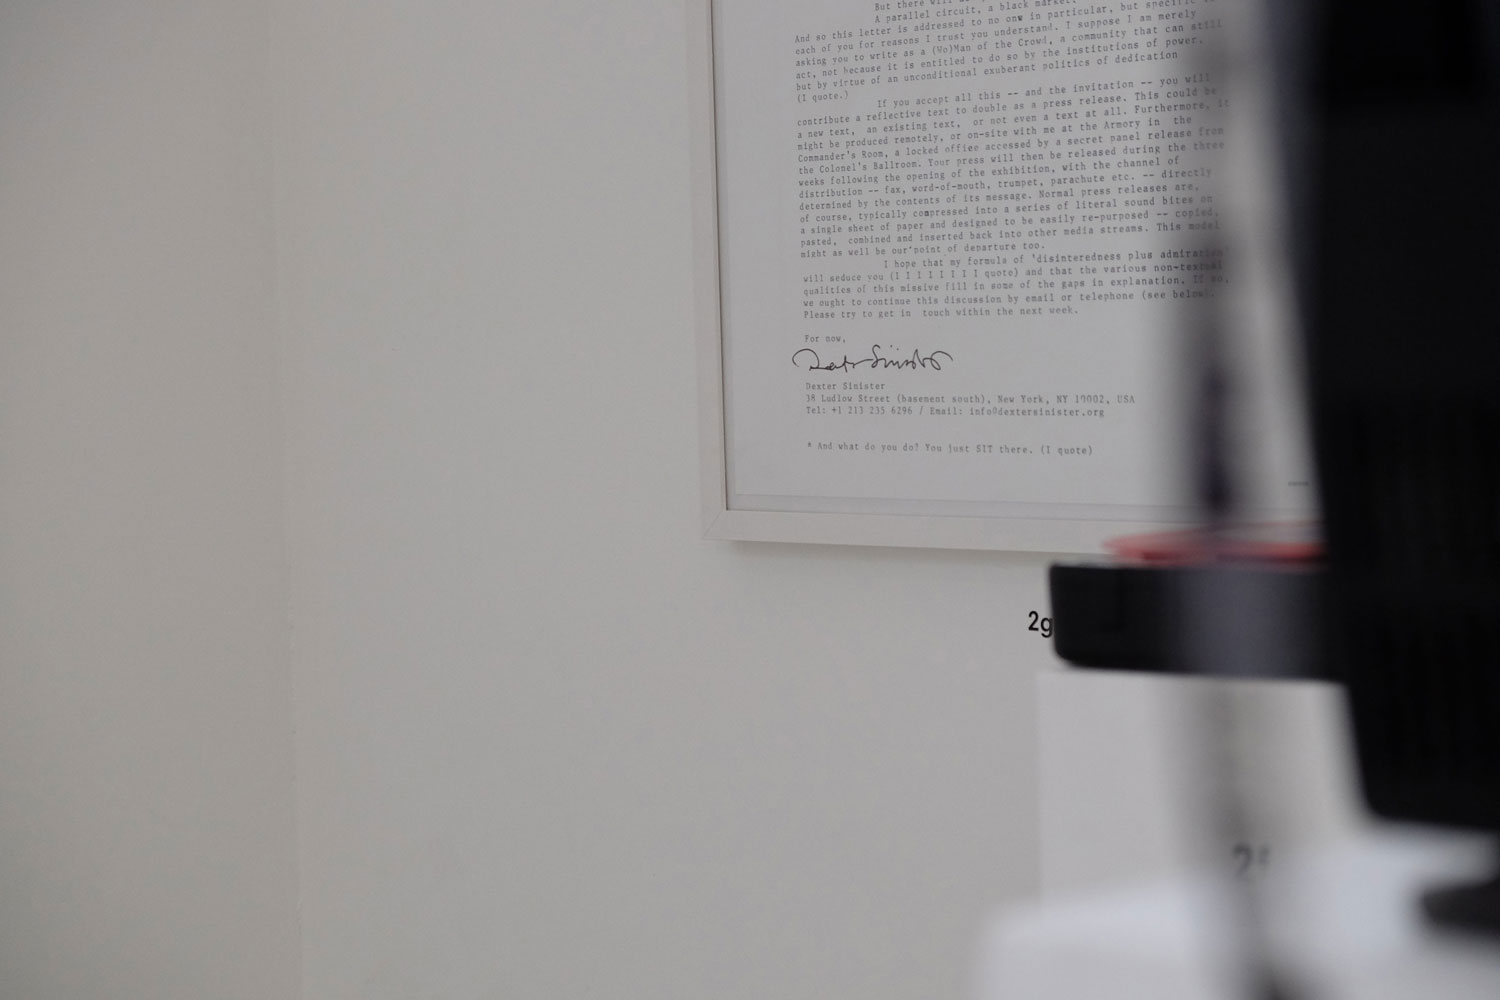 But there will
A parallel circuit, a black market.
And so this letter is addressed to no onw in particular, but specific
each of you for reasons I trust you understand. I suppose I am merely
asking you to write as a (Wo)Man of the Crowd, a community that can still
act, not because it is entitled to do so by the institutions of power,
but by virtue of an unconditional exuberant politics of dedication
(I quote.)
If you accept all this -- and the invitation -- you will
contribute a reflective text to double as a press release. This could be
a new text, an existing text, or not even a text at all. Furthermore, it
might be produced remotely, or on-site with me at the Armory in the
Commander's Room, a locked office accessed by a secret panel release from
the Colonel's Ballroom. Your press will then be released during the three
weeks following the opening of the exhibition, with the channel of
distribution -- fax, word-of-mouth, trumpet, parachute etc. -- directly
determined by the contents of its message. Normal press releases are,
of course, typically compressed into a series of literal sound bites on
a single sheet of paper and designed to be easily re-purposed -- copied,
pasted, combined and inserted back into other media streams. This model
might as well be our point of departure too.
I hope that my formula of 'disinteredness plus admiration'
will seduce you (I I I I I I I I quote) and that the various non-textual
qualities of this missive fill in some of the gaps in explanation. If so,
we ought to continue this discussion by email or telephone (see below).
Please try to get in touch within the next week.
For now,
Dexter Sinister
Dexter Sinister
38 Ludlow Street (basement south), New York, NY 10002, USA
Tel: +1 213 235 6296 / Email: info@dextersinister.org
* And what do you do? You just SIT there. (I quote)
2g